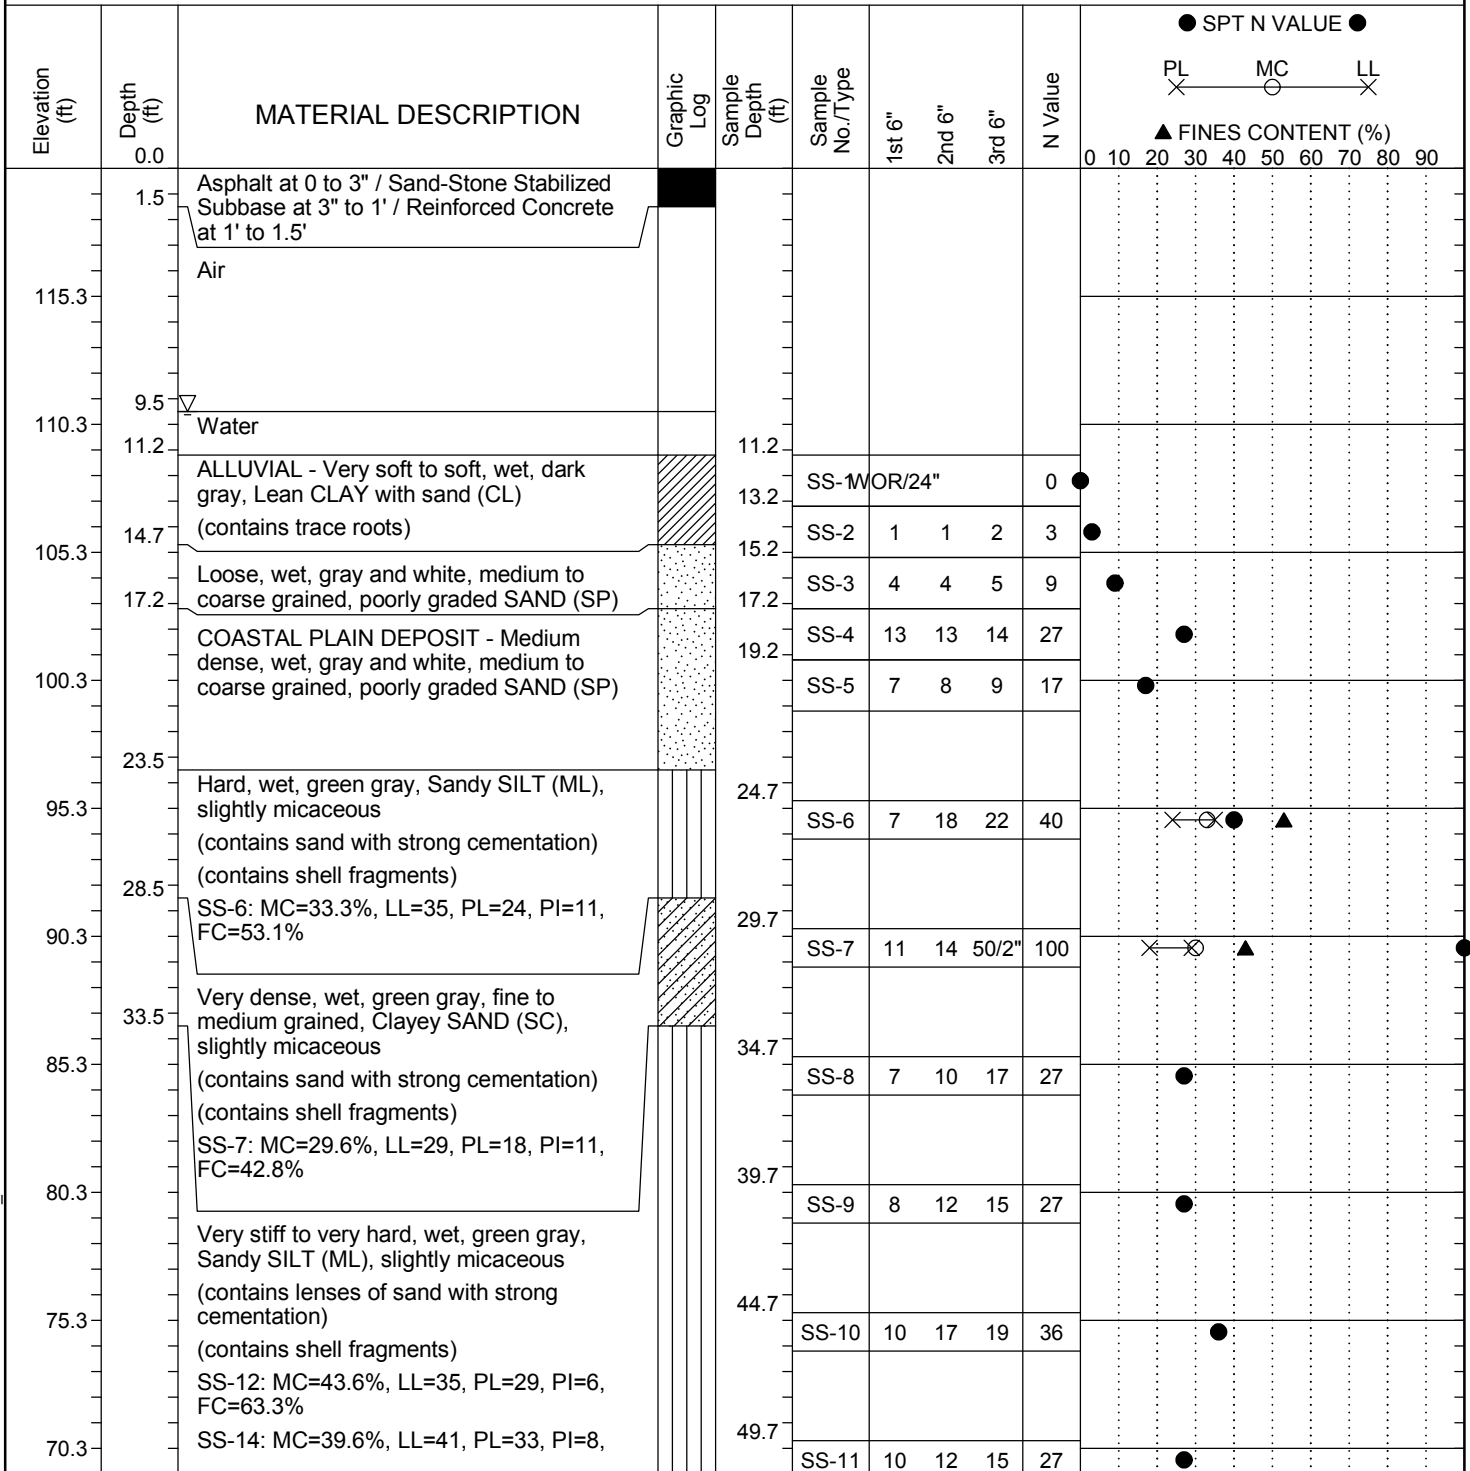 Elevation (ft)
Depth (ft)
0.0
MATERIAL DESCRIPTION
Graphic Log
Sample Depth (ft)
Sample No./Type
1st 6"
2nd 6"
3rd 6"
N Value
SPT N VALUE
PL MC LL
FINES CONTENT (%)
0 10 20 30 40 50 60 70 80 90
1.5
Asphalt at 0 to 3" / Sand-Stone Stabilized
Subbase at 3" to 1' / Reinforced Concrete
at 1' to 1.5'
Air
115.3
9.5
110.3
Water
11.2
11.2
ALLUVIAL - Very soft to soft, wet, dark
gray, Lean CLAY with sand (CL)
(contains trace roots)
SS-1 WOR/24" 0
13.2
14.7
SS-2 1 1 2 3
105.3
15.2
Loose, wet, gray and white, medium to
coarse grained, poorly graded SAND (SP)
SS-3 4 4 5 9
17.2
17.2
COASTAL PLAIN DEPOSIT - Medium
dense, wet, gray and white, medium to
coarse grained, poorly graded SAND (SP)
SS-4 13 13 14 27
19.2
100.3
SS-5 7 8 9 17
23.5
Hard, wet, green gray, Sandy SILT (ML),
slightly micaceous
(contains sand with strong cementation)
(contains shell fragments)
SS-6: MC=33.3%, LL=35, PL=24, PI=11,
FC=53.1%
24.7
95.3
SS-6 7 18 22 40
28.5
29.7
90.3
SS-7 11 14 50/2" 100
Very dense, wet, green gray, fine to
medium grained, Clayey SAND (SC),
slightly micaceous
(contains sand with strong cementation)
(contains shell fragments)
SS-7: MC=29.6%, LL=29, PL=18, PI=11,
FC=42.8%
33.5
34.7
85.3
SS-8 7 10 17 27
39.7
80.3
SS-9 8 12 15 27
Very stiff to very hard, wet, green gray,
Sandy SILT (ML), slightly micaceous
(contains lenses of sand with strong
cementation)
(contains shell fragments)
SS-12: MC=43.6%, LL=35, PL=29, PI=6,
FC=63.3%
SS-14: MC=39.6%, LL=41, PL=33, PI=8,
44.7
75.3
SS-10 10 17 19 36
49.7
70.3
SS-11 10 12 15 27